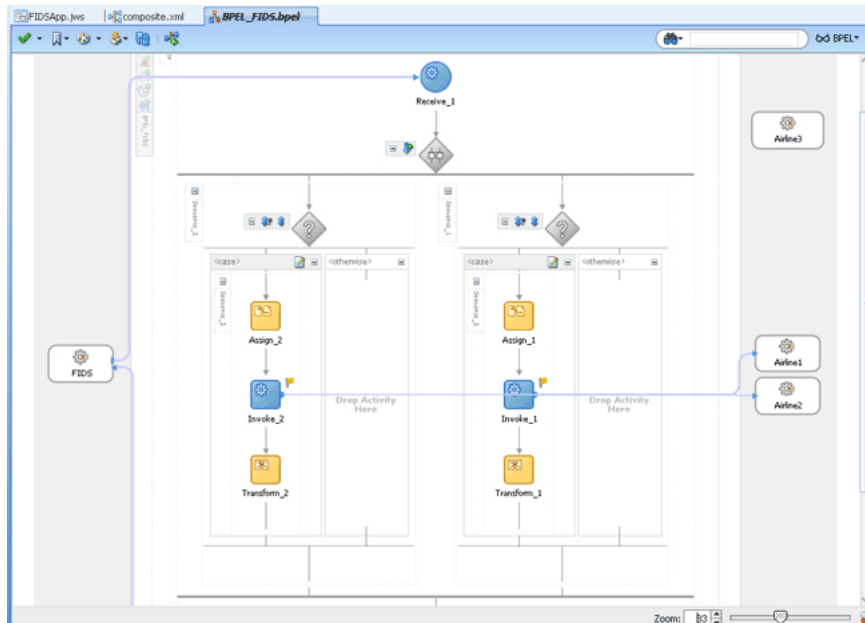 FIDSApp.jws
composite.xml
BPEL_FIDS.bpel
BPEL
Receive_1
Airline3
<case>
<otherwise>
<case>
<otherwise>
Assign_2
Assign_1
Airline1
FIDS
Airline2
Drop Activity
Here
Drop Activity
Here
Invoke_2
Invoke_1
Transform_2
Transform_1
Zoom: